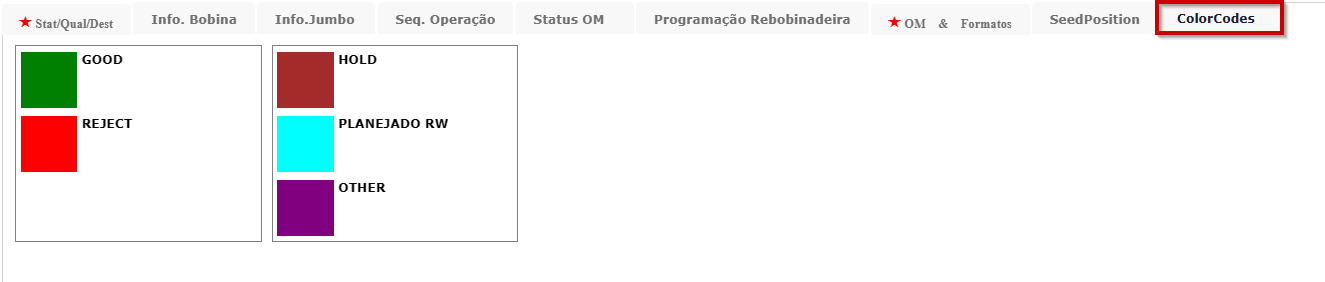 Stat/Qual/Dest Info. Bobina Info.Jumbo Seq. Operação Status OM Programação Rebobinadeira OM & Formatos SeedPosition ColorCodes
GOOD
REJECT
HOLD
PLANEJADO RW
OTHER